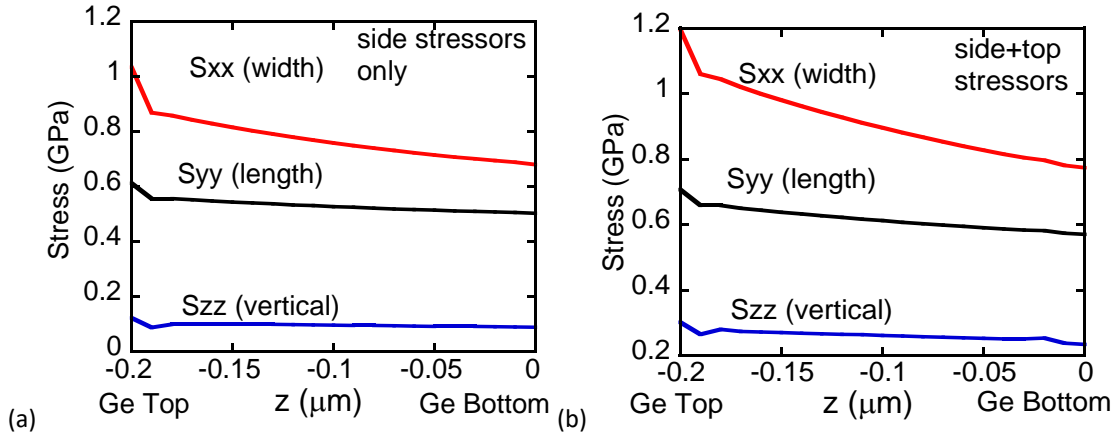 1.2
1
0.8
0.6
0.4
0.2
0
Stress (GPa)
side stressors
only
Sxx (width)
Syy (length)
Szz (vertical)
-0.2
-0.15
-0.1
-0.05
0
Ge Top
z (μm)
Ge Bottom
(a)
1.2
1
0.8
0.6
0.4
0.2
Stress (GPa)
side+top
stressors
Sxx (width)
Syy (length)
Szz (vertical)
-0.2
-0.15
-0.1
-0.05
0
Ge Top
z (μm)
Ge Bottom
(b)